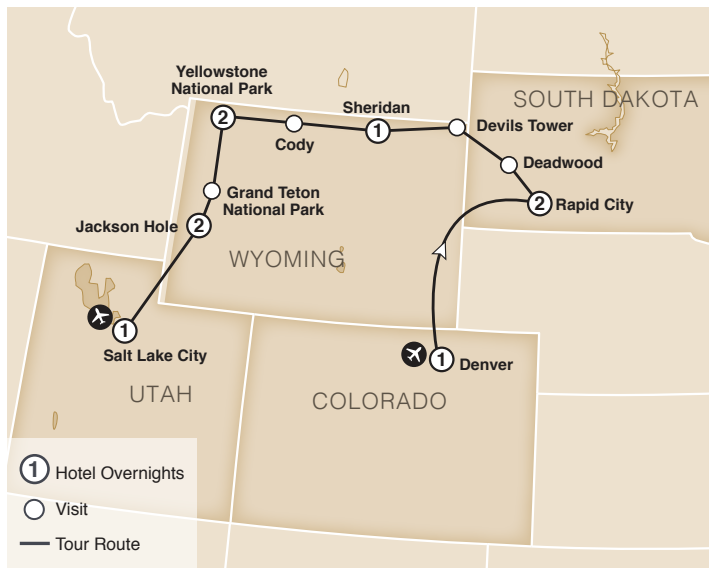 Yellowstone
National Park
2
Cody
Sheridan
1
Devils Tower
SOUTH DAKOTA
Deadwood
2
Rapid City
Grand Teton
National Park
Jackson Hole
2
WYOMING
1
Salt Lake City
1
Denver
UTAH
COLORADO
1 Hotel Overnights
Visit
Tour Route